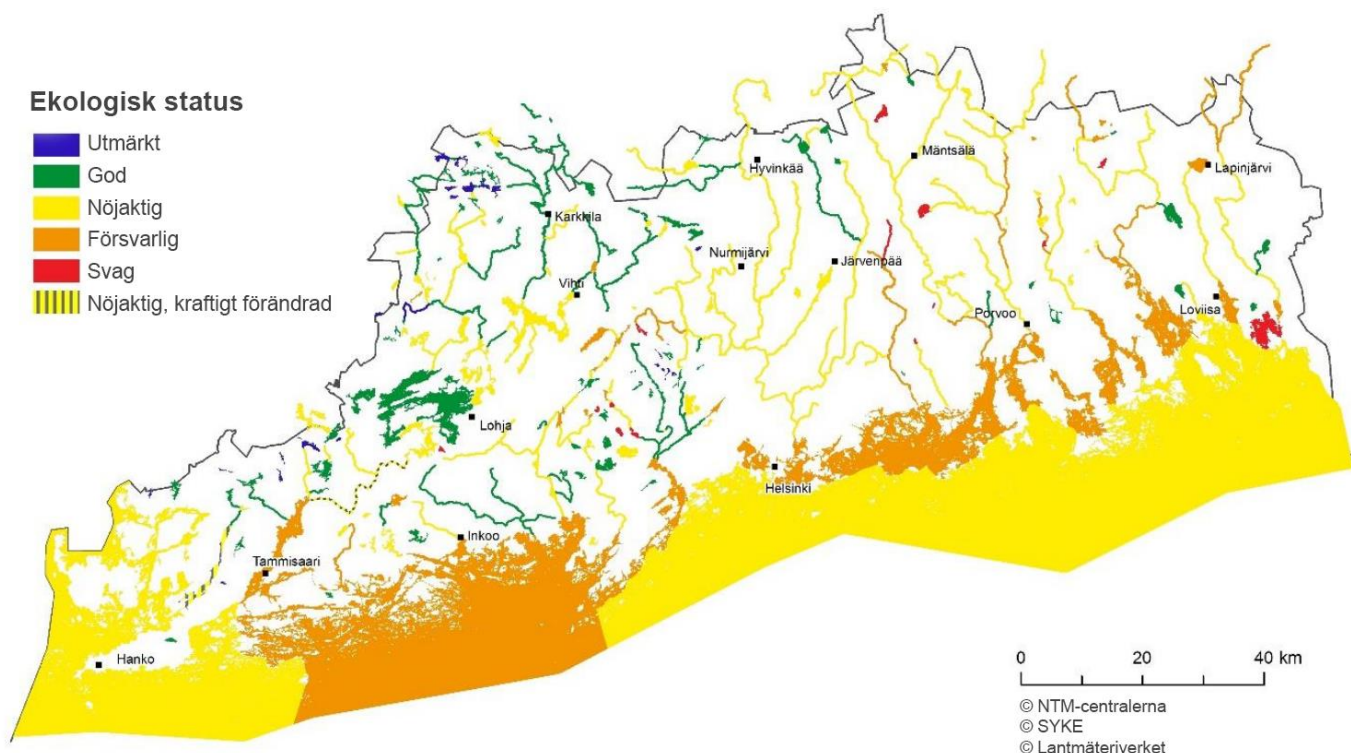 Ekologisk status
Utmärkt
God
Nöjaktig
Försvarlig
Svag
Nöjaktig, kraftigt förändrad
Hyvinkää
Mäntsälä
Lapinjärvi
Karkkila
Nurmijärvi
Järvenpää
Vihti
Porvoo
Loviisa
Lohja
Helsinki
Inkoo
Tammisaari
Hanko
0 20 40 km
© NTM-centralerna
© SYKE
© Lantmäteriverket